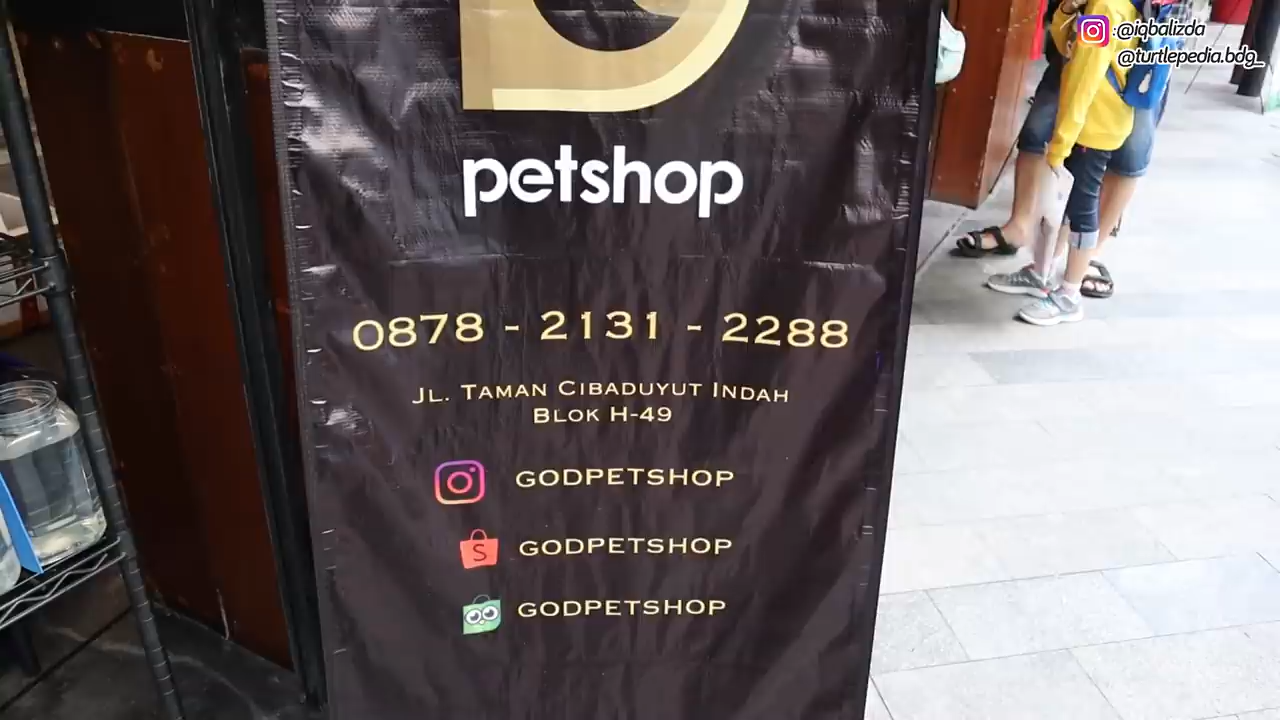 :@iqbalizda
@turtlepedia.bdg_
petshop
0878 - 2131 - 2288
JL. TAMAN CIBADUYUT INDAH
BLOK H-49
GODPETSHOP
S GODPETSHOP
GODPETSHOP